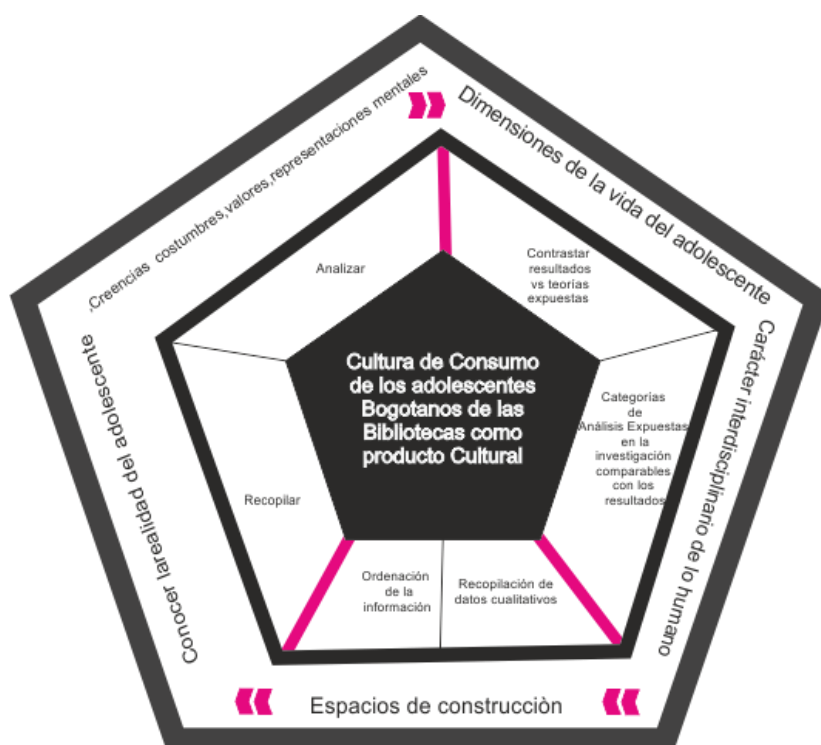 ,Creencias costumbres,valores,representaciones mentales
Dimensiones de la vida del adolescente
Carácter interdisciplinario de lo humano
Espacios de construcciòn
Conocer larealidad del adolescente
Analizar
Contrastar
resultados
vs teorías
expuestas
Categorías
de
Análisis Expuestas
en la
investigación
comparables
con los
resultados
Recopilación de
datos cualitativos
Ordenación
de la
información
Recopilar
Cultura de Consumo
de los adolescentes
Bogotanos de las
Bibliotecas como
producto Cultural